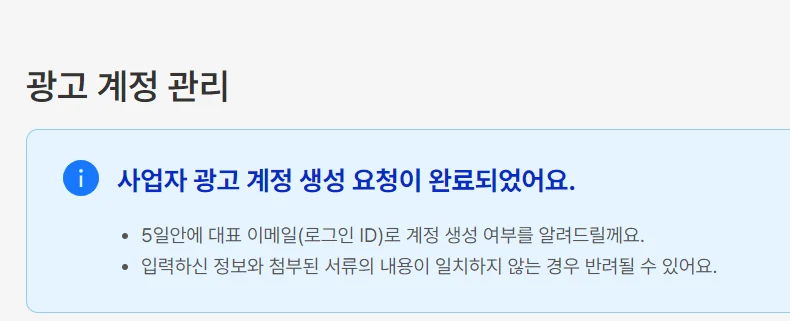 광고 계정 관리
사업자 광고 계정 생성 요청이 완료되었어요.
• 5일안에 대표 이메일(로그인 ID)로 계정 생성 여부를 알려드릴께요.
• 입력하신 정보와 첨부된 서류의 내용이 일치하지 않는 경우 반려될 수 있어요.